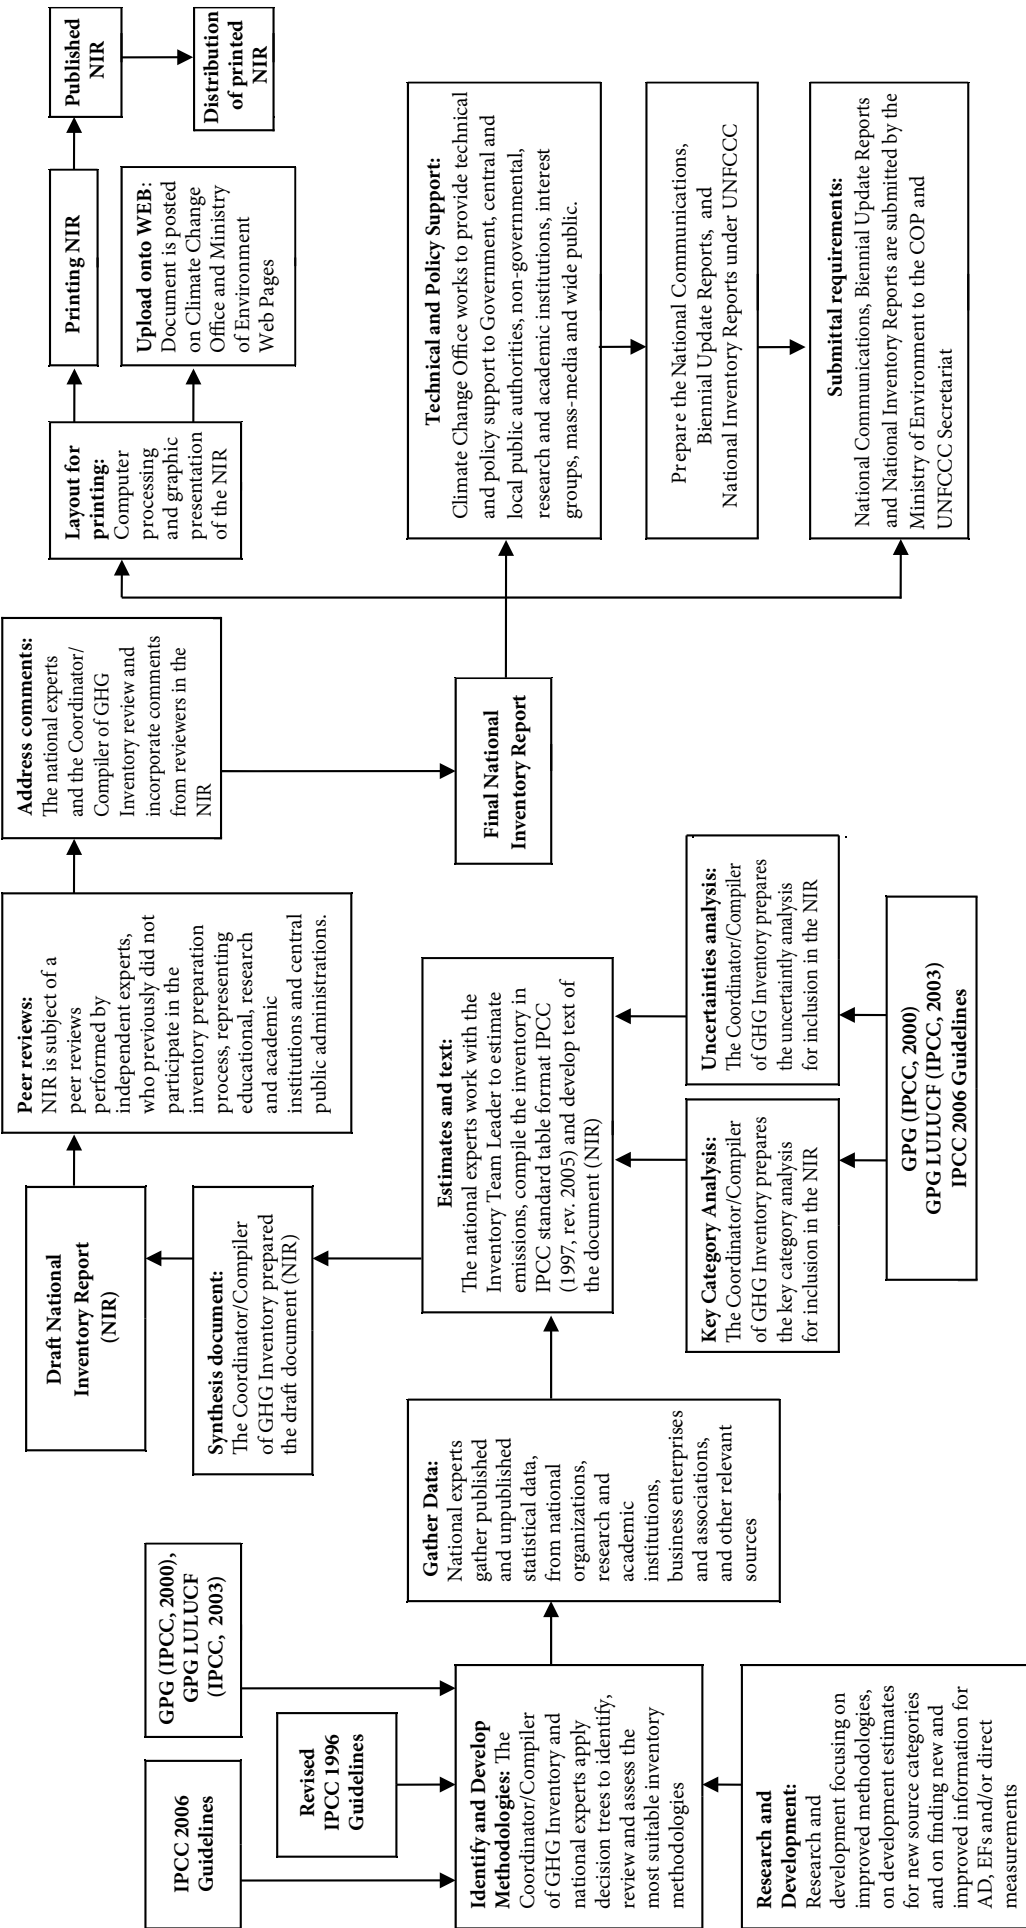 IPCC 2006
Guidelines
GPG (IPCC, 2000),
GPG LULUCF
(IPCC, 2003)
Revised
IPCC 1996
Guidelines
Identify and Develop
Methodologies: The
Coordinator/Compiler
of GHG Inventory and
national experts apply
decision trees to identify,
review and assess the
most suitable inventory
methodologies
Research and
Development:
Research and
development focusing on
improved methodologies,
on development estimates
for new source categories
and on finding new and
improved information for
AD, EFs and/or direct
measurements
Gather Data:
National experts
gather published
and unpublished
statistical data,
from national
organizations,
research and
academic
institutions,
business enterprises
and associations,
and other relevant
sources
Draft National
Inventory Report
(NIR)
Synthesis document:
The Coordinator/Compiler
of GHG Inventory prepared
the draft document (NIR)
Estimates and text:
The national experts work with the
Inventory Team Leader to estimate
emissions, compile the inventory in
IPCC standard table format IPCC
(1997, rev. 2005) and develop text of
the document (NIR)
Key Category Analysis:
The Coordinator/Compiler
of GHG Inventory prepares
the key category analysis
for inclusion in the NIR
Uncertainties analysis:
The Coordinator/Compiler
of GHG Inventory prepares
the uncertaintly analysis
for inclusion in the NIR
GPG (IPCC, 2000)
GPG LULUCF (IPCC, 2003)
IPCC 2006 Guidelines
Peer reviews:
NIR is subject of a
peer reviews
performed by
independent experts,
who previously did not
participate in the
inventory preparation
process, representing
educational, research
and academic
institutions and central
public administrations.
Address comments:
The national experts
and the Coordinator/
Compiler of GHG
Inventory review and
incorporate comments
from reviewers in the
NIR
Final National
Inventory Report
Layout for
printing:
Computer
processing
and graphic
presentation
of the NIR
Printing NIR
Published
NIR
Distribution
of printed
NIR
Upload onto WEB:
Document is posted
on Climate Change
Office and Ministry
of Environment
Web Pages
Technical and Policy Support:
Climate Change Office works to provide technical
and policy support to Government, central and
local public authorities, non-governmental,
research and academic institutions, interest
groups, mass-media and wide public.
Prepare the National Communications,
Biennial Update Reports, and
National Inventory Reports under UNFCCC
Submittal requirements:
National Communications, Biennial Update Reports
and National Inventory Reports are submitted by the
Ministry of Environment to the COP and
UNFCCC Secretariat